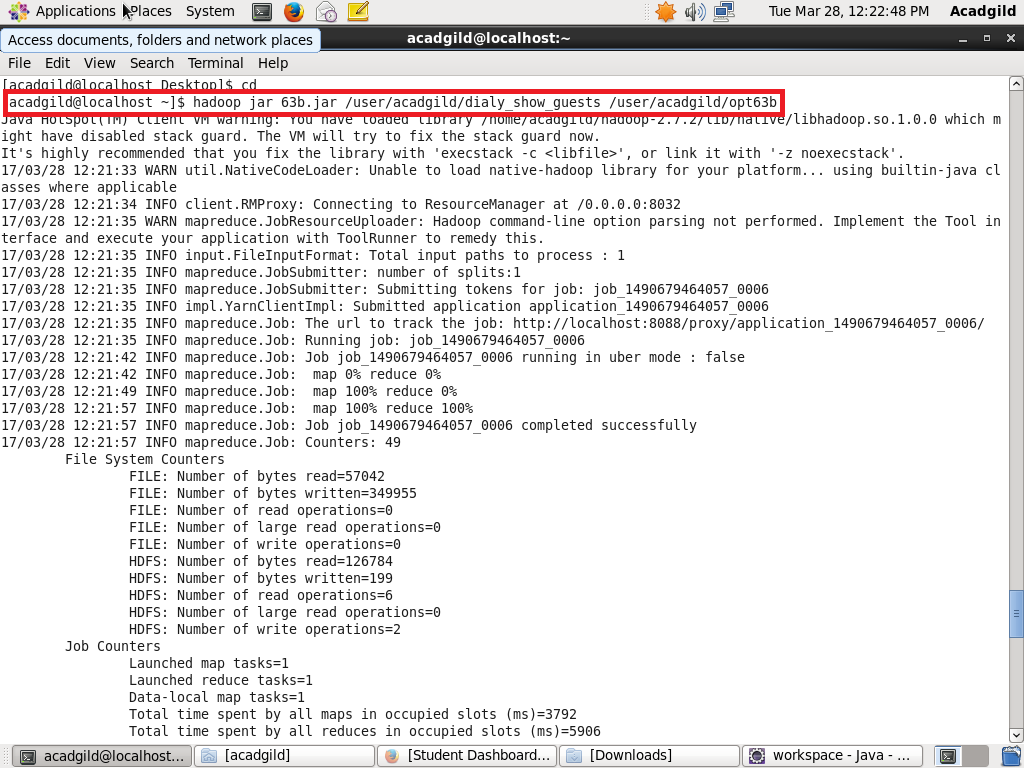 Applications Places System Tue Mar 28, 12:22:48 PM Acadgild
Access documents, folders and network places
acadgild@localhost:~
File Edit View Search Terminal Help
[acadgild@localhost Desktop]$ cd
[acadgild@localhost ~]$ hadoop jar 63b.jar /user/acadgild/dialy_show_guests /user/acadgild/opt63b
Java HotSpot(TM) Client VM warning: You have loaded library /home/acadgild/hadoop-2.7.2/lib/native/libhadoop.so.1.0.0 which m
ight have disabled stack guard. The VM will try to fix the stack guard now.
It's highly recommended that you fix the library with 'execstack -c <libfile>', or link it with '-z noexecstack'.
17/03/28 12:21:33 WARN util.NativeCodeLoader: Unable to load native-hadoop library for your platform... using builtin-java cl
asses where applicable
17/03/28 12:21:34 INFO client.RMProxy: Connecting to ResourceManager at /0.0.0.0:8032
17/03/28 12:21:35 WARN mapreduce.JobResourceUploader: Hadoop command-line option parsing not performed. Implement the Tool in
terface and execute your application with ToolRunner to remedy this.
17/03/28 12:21:35 INFO input.FileInputFormat: Total input paths to process : 1
17/03/28 12:21:35 INFO mapreduce.JobSubmitter: number of splits:1
17/03/28 12:21:35 INFO mapreduce.JobSubmitter: Submitting tokens for job: job_1490679464057_0006
17/03/28 12:21:35 INFO impl.YarnClientImpl: Submitted application application_1490679464057_0006
17/03/28 12:21:35 INFO mapreduce.Job: The url to track the job: http://localhost:8088/proxy/application_1490679464057_0006/
17/03/28 12:21:35 INFO mapreduce.Job: Running job: job_1490679464057_0006
17/03/28 12:21:42 INFO mapreduce.Job: Job job_1490679464057_0006 running in uber mode : false
17/03/28 12:21:42 INFO mapreduce.Job:  map 0% reduce 0%
17/03/28 12:21:49 INFO mapreduce.Job:  map 100% reduce 0%
17/03/28 12:21:57 INFO mapreduce.Job:  map 100% reduce 100%
17/03/28 12:21:57 INFO mapreduce.Job: Job job_1490679464057_0006 completed successfully
17/03/28 12:21:57 INFO mapreduce.Job: Counters: 49
File System Counters
FILE: Number of bytes read=57042
FILE: Number of bytes written=349955
FILE: Number of read operations=0
FILE: Number of large read operations=0
FILE: Number of write operations=0
HDFS: Number of bytes read=126784
HDFS: Number of bytes written=199
HDFS: Number of read operations=6
HDFS: Number of large read operations=0
HDFS: Number of write operations=2
Job Counters
Launched map tasks=1
Launched reduce tasks=1
Data-local map tasks=1
Total time spent by all maps in occupied slots (ms)=3792
Total time spent by all reduces in occupied slots (ms)=5906
acadgild@localhost:... [acadgild] [Student Dashboard... [Downloads] workspace - Java - ...